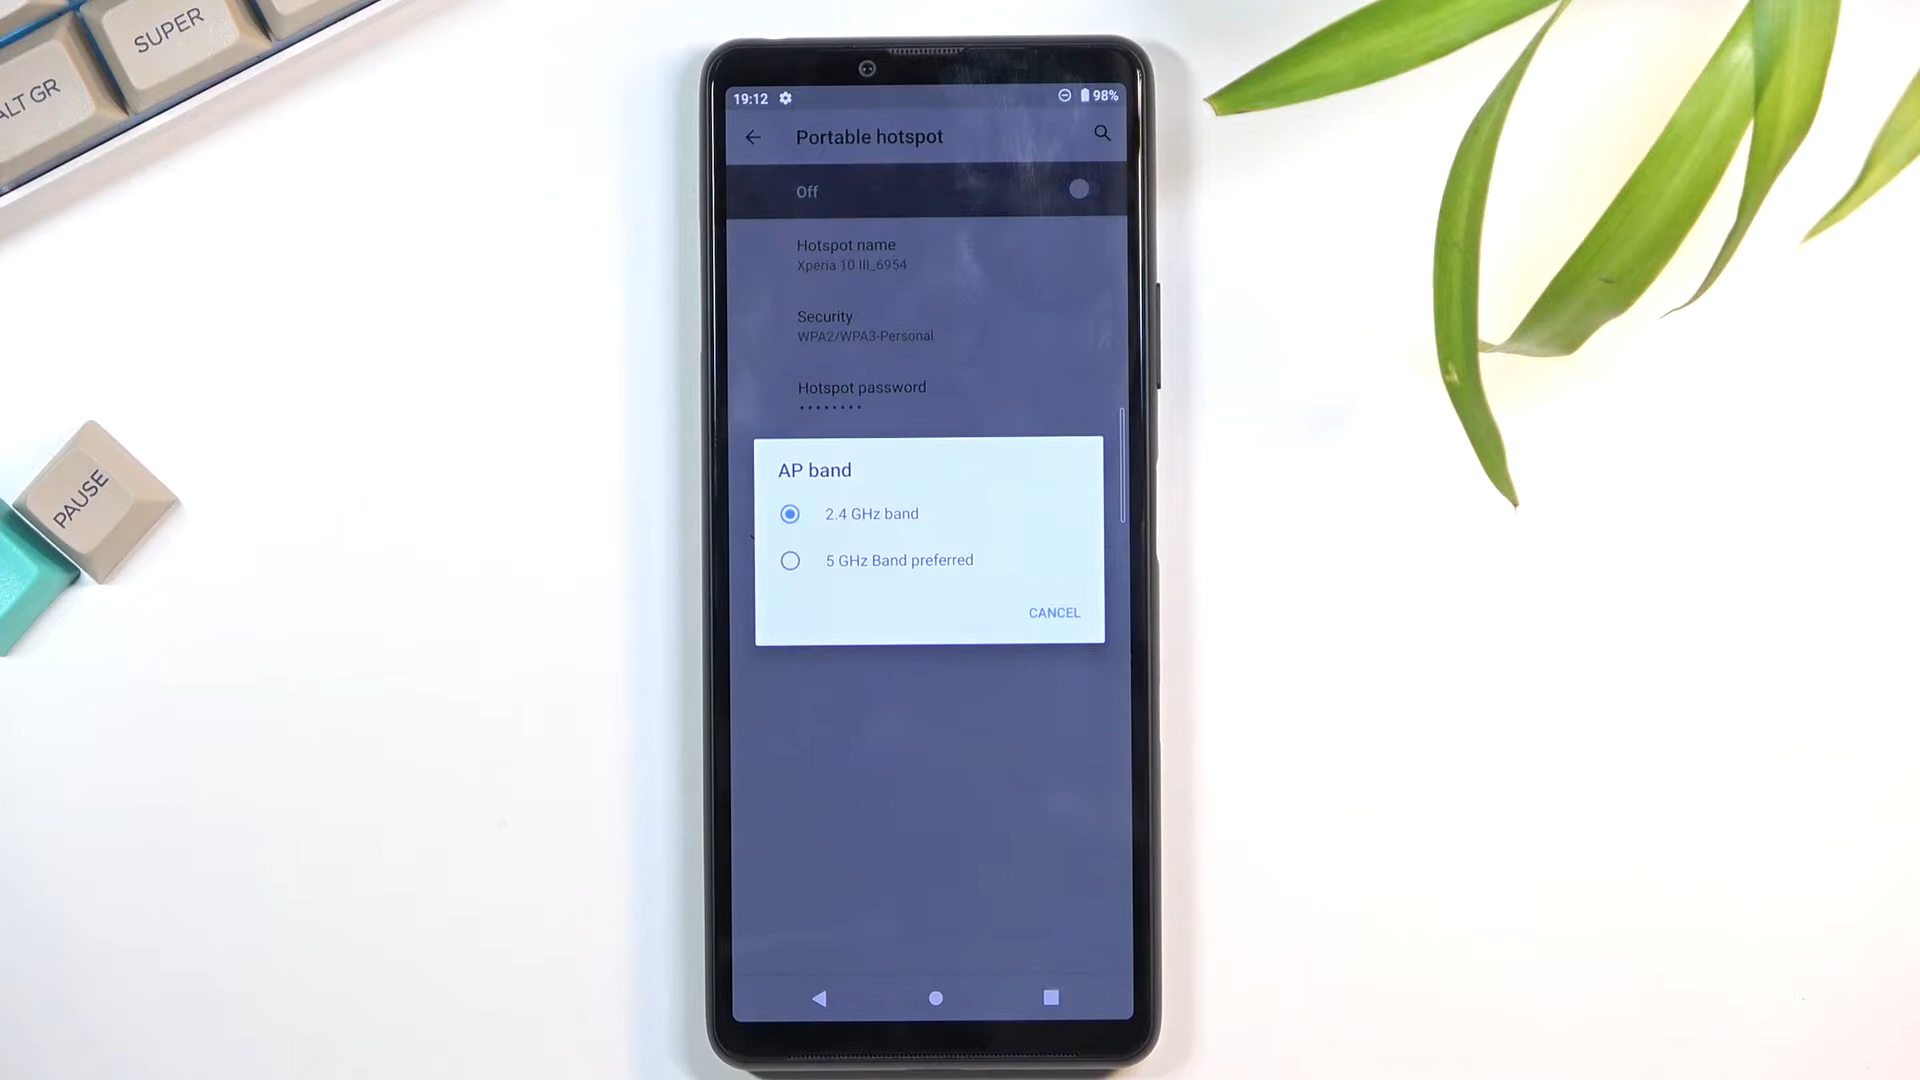 SUPER
ALT GR
PAUSE
19:12
98%
Portable hotspot
Off
Hotspot name
Xperia 10 III_6954
Security
WPA2/WPA3-Personal
Hotspot password
••••••••
AP band
2.4 GHz band
5 GHz Band preferred
CANCEL